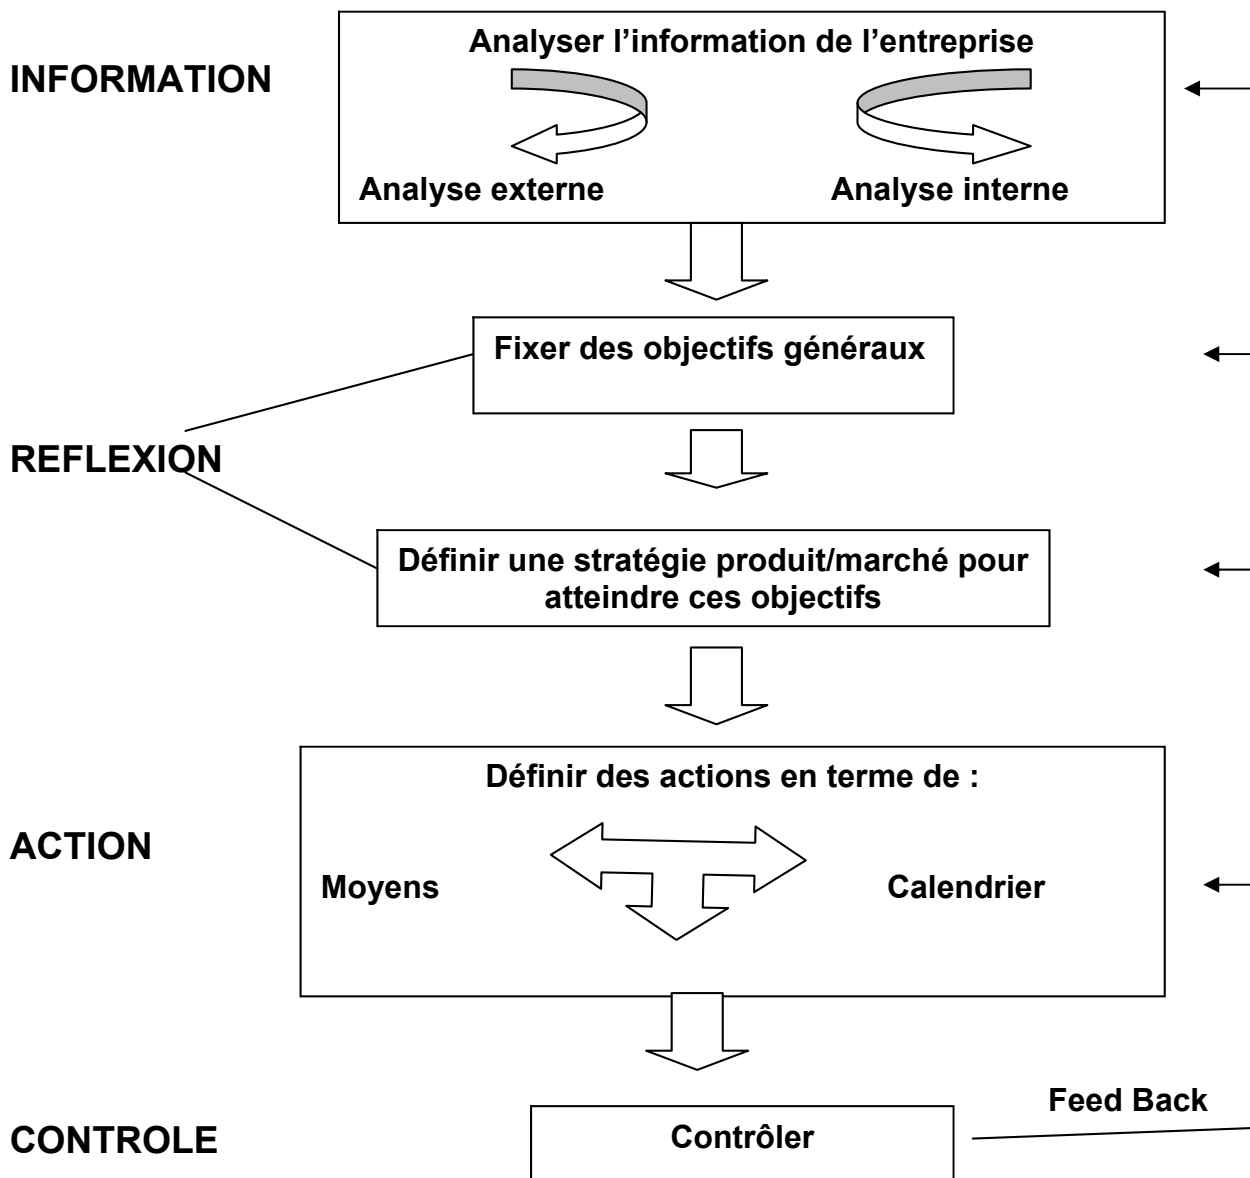 Analyser l’information de l’entreprise
INFORMATION
Analyse externe
Analyse interne
Fixer des objectifs généraux
REFLEXION
Définir une stratégie produit/marché pour
atteindre ces objectifs
Définir des actions en terme de :
ACTION
Moyens
Calendrier
Feed Back
CONTROLE
Contrôler